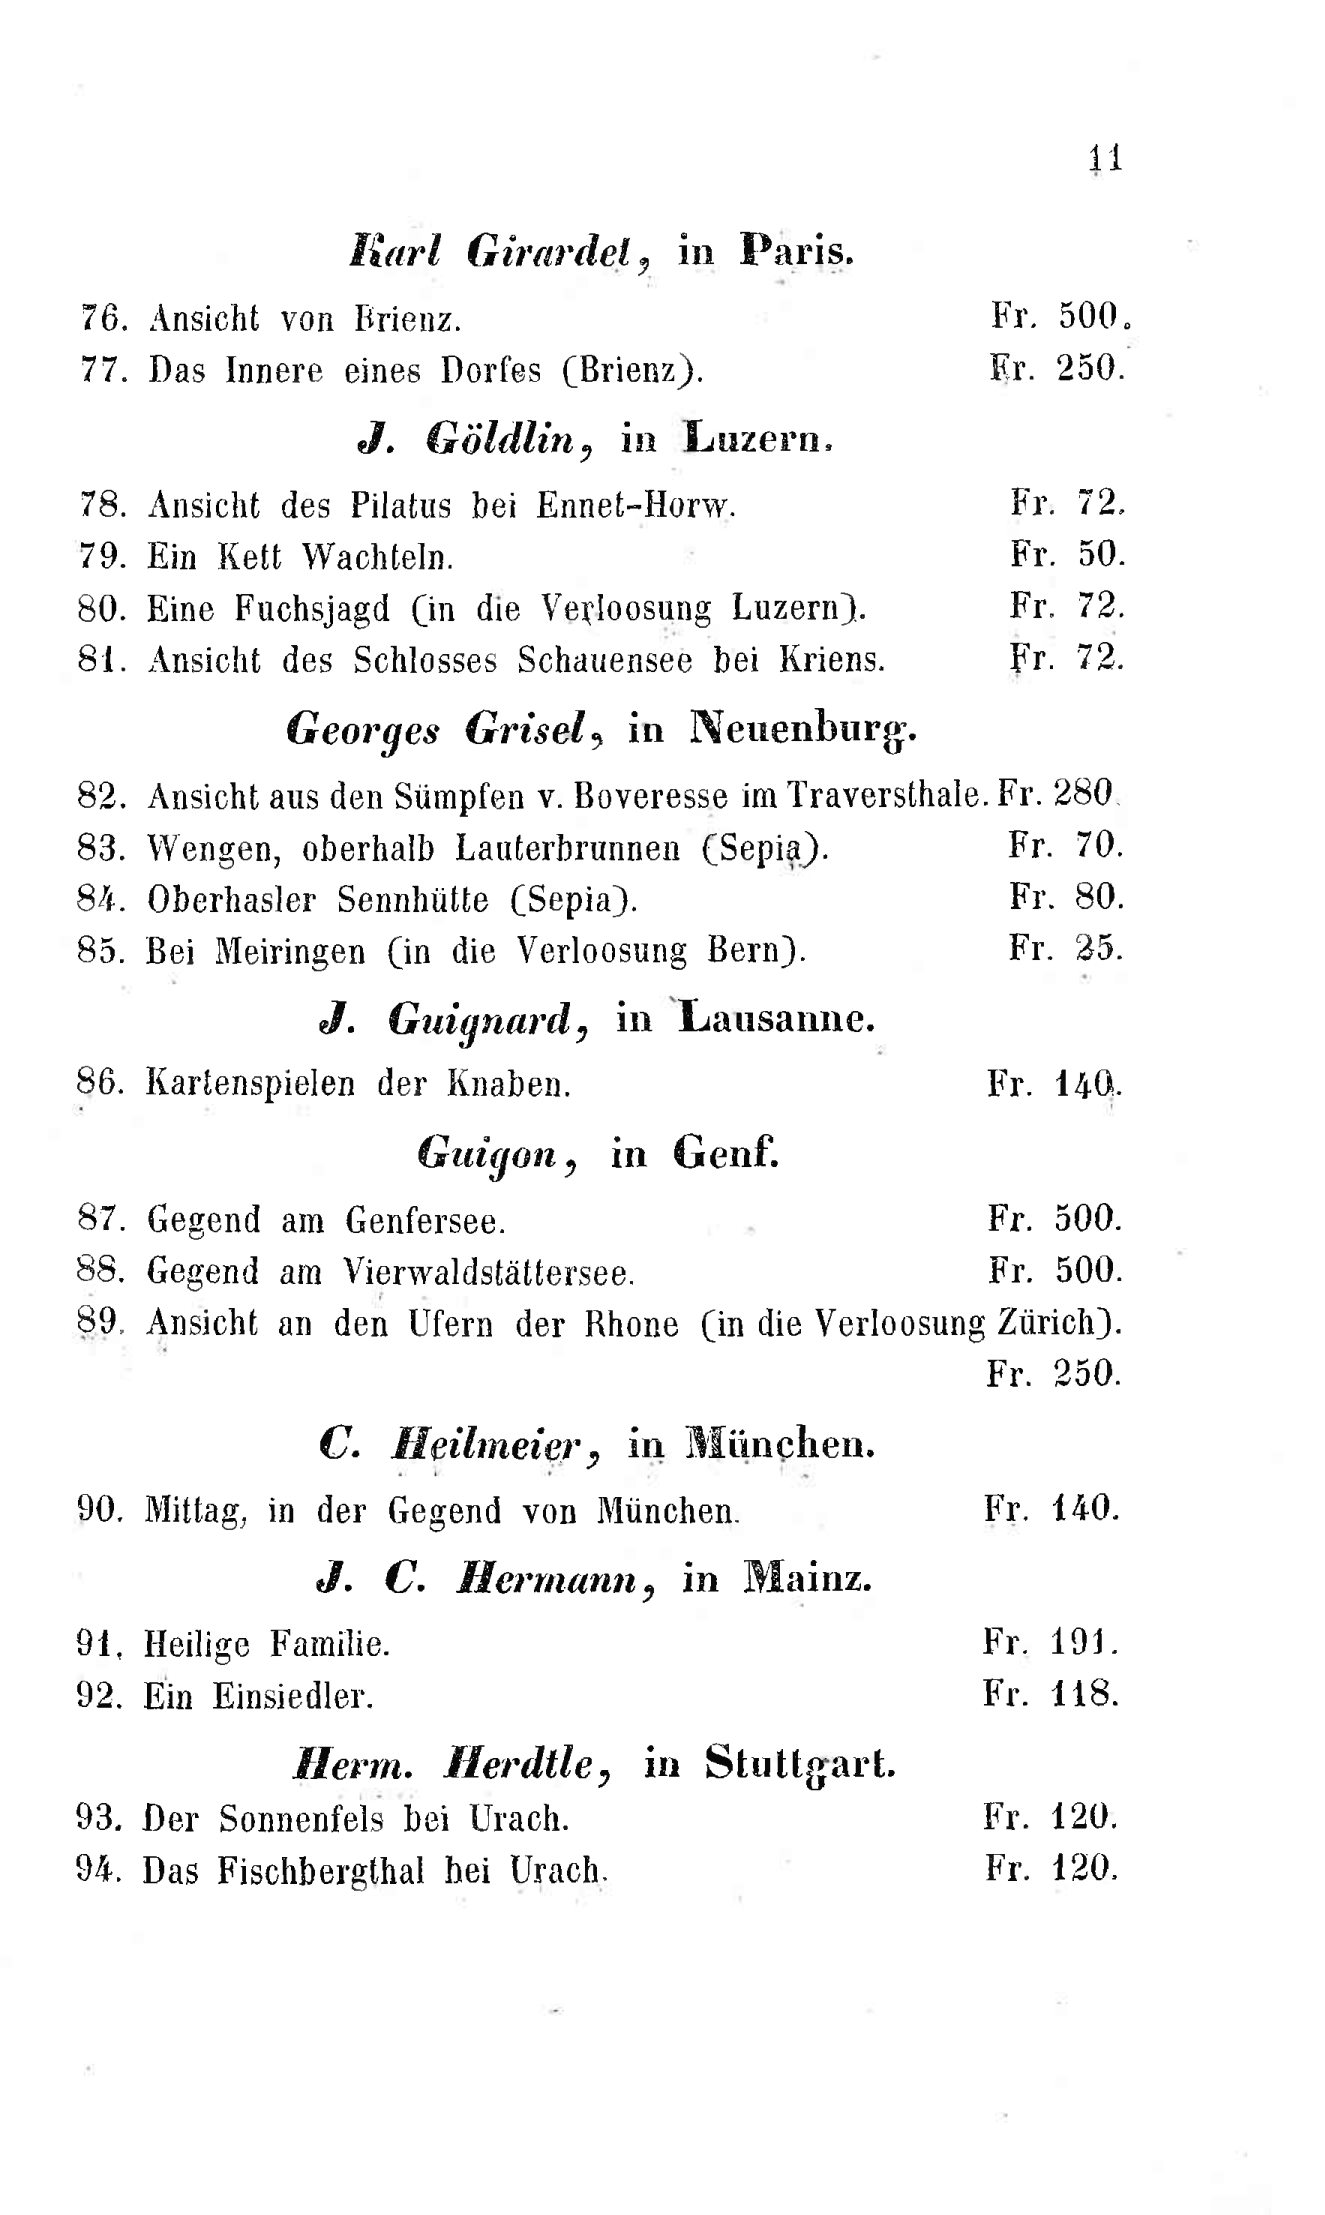 11
Karl Girardet, in Paris.
76. Ansicht von Brienz. Fr. 500.
77. Das Innere eines Dorfes (Brienz). Fr. 250.
J. Göldlin, in Luzern.
78. Ansicht des Pilatus bei Ennet-Horw. Fr. 72.
79. Ein Kett Wachteln. Fr. 50.
80. Eine Fuchsjagd (in die Verloosung Luzern). Fr. 72.
81. Ansicht des Schlosses Schauensee bei Kriens. Fr. 72.
Georges Grisel, in Neuenburg.
82. Ansicht aus den Sümpfen v. Boveresse im Traversthale. Fr. 280.
83. Wengen, oberhalb Lauterbrunnen (Sepia). Fr. 70.
84. Oberhasler Sennhütte (Sepia). Fr. 80.
85. Bei Meiringen (in die Verloosung Bern). Fr. 25.
J. Guignard, in Lausanne.
86. Kartenspielen der Knaben. Fr. 140.
Guigon, in Genf.
87. Gegend am Genfersee. Fr. 500.
88. Gegend am Vierwaldstättersee. Fr. 500.
89. Ansicht an den Ufern der Rhone (in die Verloosung Zürich).
Fr. 250.
C. Heilmeier, in München.
90. Mittag, in der Gegend von München. Fr. 140.
J. C. Hermann, in Mainz.
91. Heilige Familie. Fr. 191.
92. Ein Einsiedler. Fr. 118.
Herm. Herdtle, in Stuttgart.
93. Der Sonnenfels bei Urach. Fr. 120.
94. Das Fischbergthal bei Urach. Fr. 120.